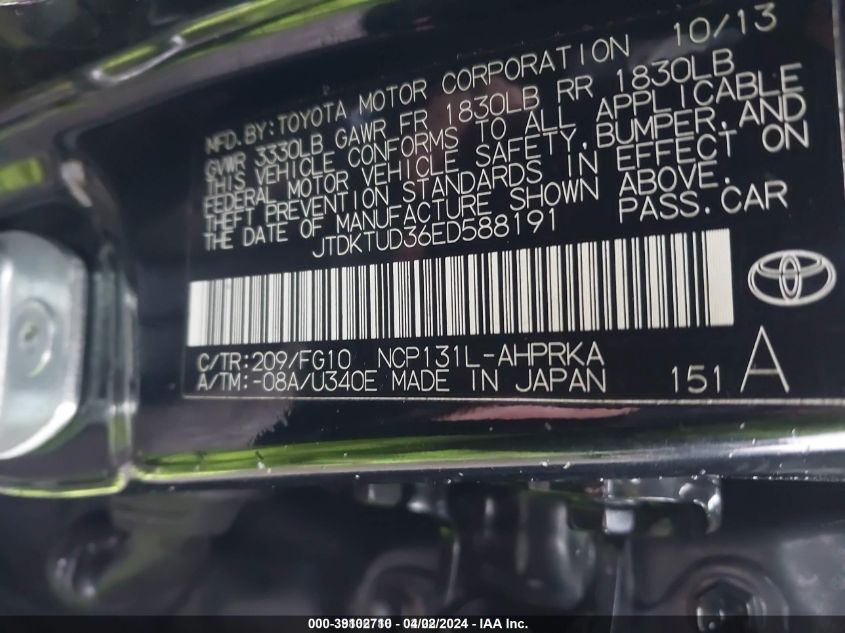 MFD. BY: TOYOTA MOTOR CORPORATION 10/13
GVWR 3330LB GAWR FR 1830LB RR 1830LB
THIS VEHICLE CONFORMS TO ALL APPLICABLE
FEDERAL MOTOR VEHICLE SAFETY, BUMPER, AND
THEFT PREVENTION STANDARDS IN EFFECT ON
THE DATE OF MANUFACTURE SHOWN ABOVE.
JTDKTUD36ED588191 PASS. CAR
C/TR: 209/FG10 NCP131L-AHPRKA
A/TM: -08A/U340E MADE IN JAPAN 151 A
- 04/02/2024 - IAA Inc.